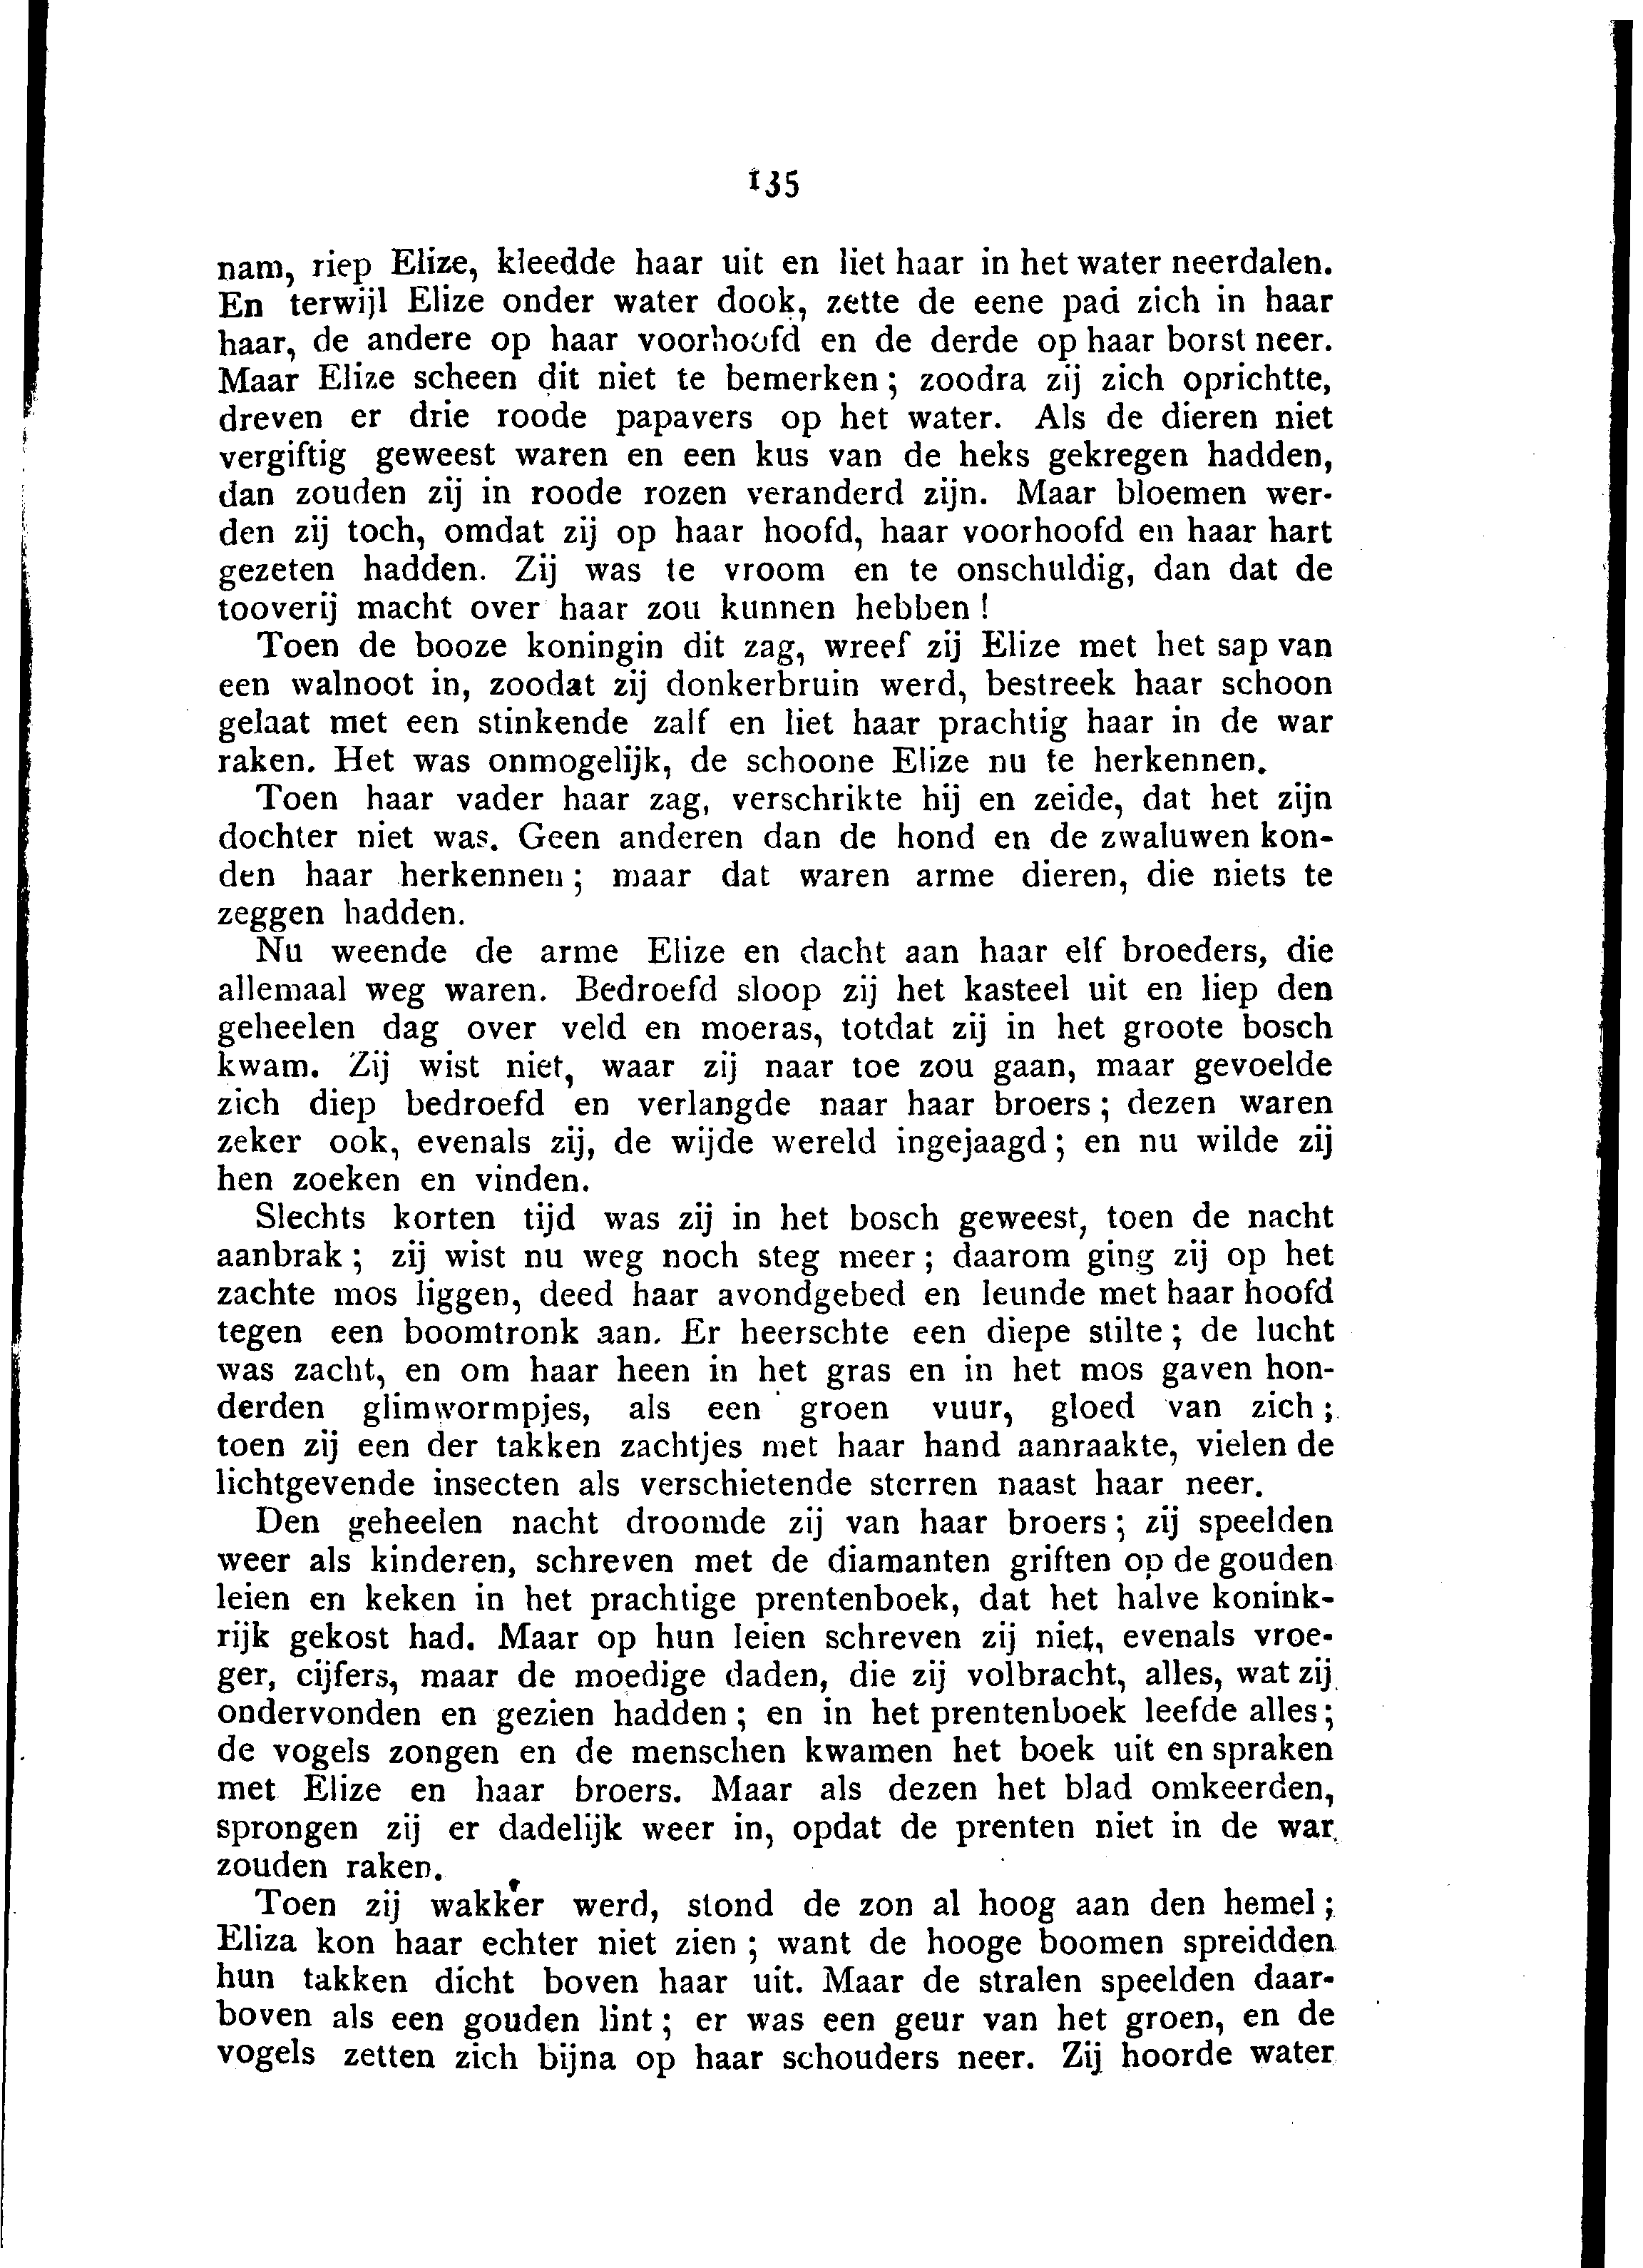 135
nam, riep Elize, kleedde haar uit en liet haar in het water neerdalen.
En terwijl Elize onder water dook, zette de eene pad zich in haar
haar, de andere op haar voorhoofd en de derde op haar borst neer.
Maar Elize scheen dit niet te bemerken; zoodra zij zich oprichtte,
dreven er drie roode papavers op het water. Als de dieren niet
vergiftig geweest waren en een kus van de heks gekregen hadden,
dan zouden zij in roode rozen veranderd zijn. Maar bloemen wer-
den zij toch, omdat zij op haar hoofd, haar voorhoofd en haar hart
gezeten hadden. Zij was te vroom en te onschuldig, dan dat de
tooverij macht over haar zou kunnen hebben!
Toen de booze koningin dit zag, wreef zij Elize met het sap van
een walnoot in, zoodat zij donkerbruin werd, bestreek haar schoon
gelaat met een stinkende zalf en liet haar prachtig haar in de war
raken. Het was onmogelijk, de schoone Elize nu te herkennen.
Toen haar vader haar zag, verschrikte hij en zeide, dat het zijn
dochter niet was. Geen anderen dan de hond en de zwaluwen kon-
den haar herkennen; maar dat waren arme dieren, die niets te
zeggen hadden.
Nu weende de arme Elize en dacht aan haar elf broeders, die
allemaal weg waren. Bedroefd sloop zij het kasteel uit en liep den
geheelen dag over veld en moeras, totdat zij in het groote bosch
kwam. Zij wist niet, waar zij naar toe zou gaan, maar gevoelde
zich diep bedroefd en verlangde naar haar broers; dezen waren
zeker ook, evenals zij, de wijde wereld ingejaagd; en nu wilde zij
hen zoeken en vinden.
Slechts korten tijd was zij in het bosch geweest, toen de nacht
aanbrak; zij wist nu weg noch steg meer; daarom ging zij op het
zachte mos liggen, deed haar avondgebed en leunde met haar hoofd
tegen een boomtronk aan. Er heerschte een diepe stilte; de lucht
was zacht, en om haar heen in het gras en in het mos gaven hon-
derden glimwormpjes, als een groen vuur, gloed van zich;
toen zij een der takken zachtjes met haar hand aanraakte, vielen de
lichtgevende insecten als verschietende sterren naast haar neer.
Den geheelen nacht droomde zij van haar broers; zij speelden
weer als kinderen, schreven met de diamanten griften op de gouden
leien en keken in het prachtige prentenboek, dat het halve konink-
rijk gekost had. Maar op hun leien schreven zij niet, evenals vroe-
ger, cijfers, maar de moedige daden, die zij volbracht, alles, wat zij
ondervonden en gezien hadden; en in het prentenboek leefde alles;
de vogels zongen en de menschen kwamen het boek uit en spraken
met Elize en haar broers. Maar als dezen het blad omkeerden,
sprongen zij er dadelijk weer in, opdat de prenten niet in de war
zouden raken.
Toen zij wakker werd, stond de zon al hoog aan den hemel;
Eliza kon haar echter niet zien; want de hooge boomen spreidden
hun takken dicht boven haar uit. Maar de stralen speelden daar-
boven als een gouden lint; er was een geur van het groen, en de
vogels zetten zich bijna op haar schouders neer. Zij hoorde water